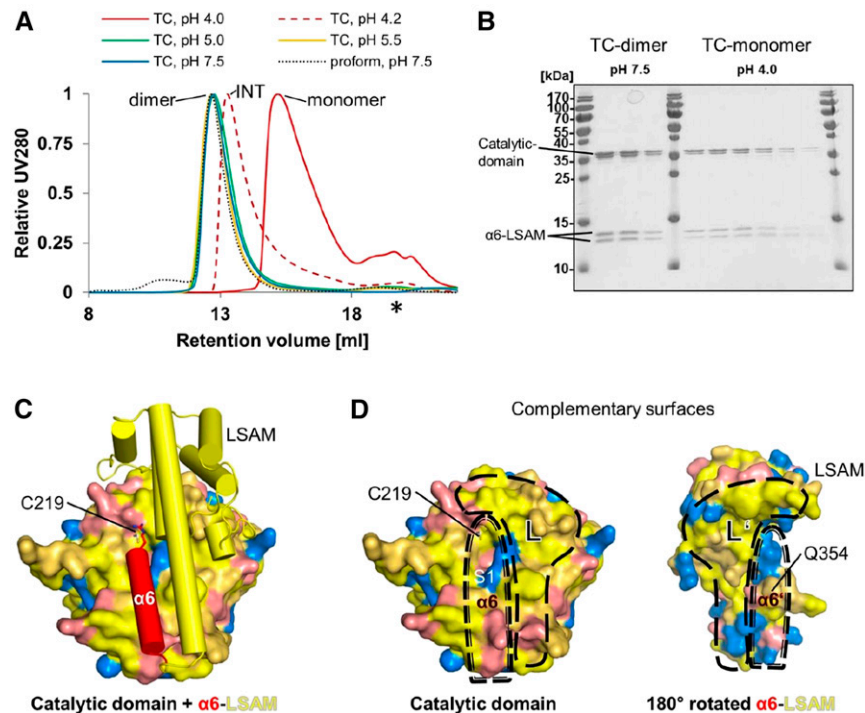 A
TC, pH 4.0
TC, pH 4.2
TC, pH 5.0
TC, pH 5.5
TC, pH 7.5
proform, pH 7.5
dimer
INT
monomer
Relative UV280
1
0.75
0.5
0.25
0
8
13
18
*
Retention volume [ml]
B
TC-dimer
TC-monomer
pH 7.5
pH 4.0
[kDa]
170
100
70
55
40
35
25
15
10
Catalytic-
domain
α6-LSAM
C
LSAM
C219
α6
Catalytic domain + α6-LSAM
D
Complementary surfaces
C219
L
S1
α6
Catalytic domain
LSAM
L'
Q354
α6'
180° rotated α6-LSAM